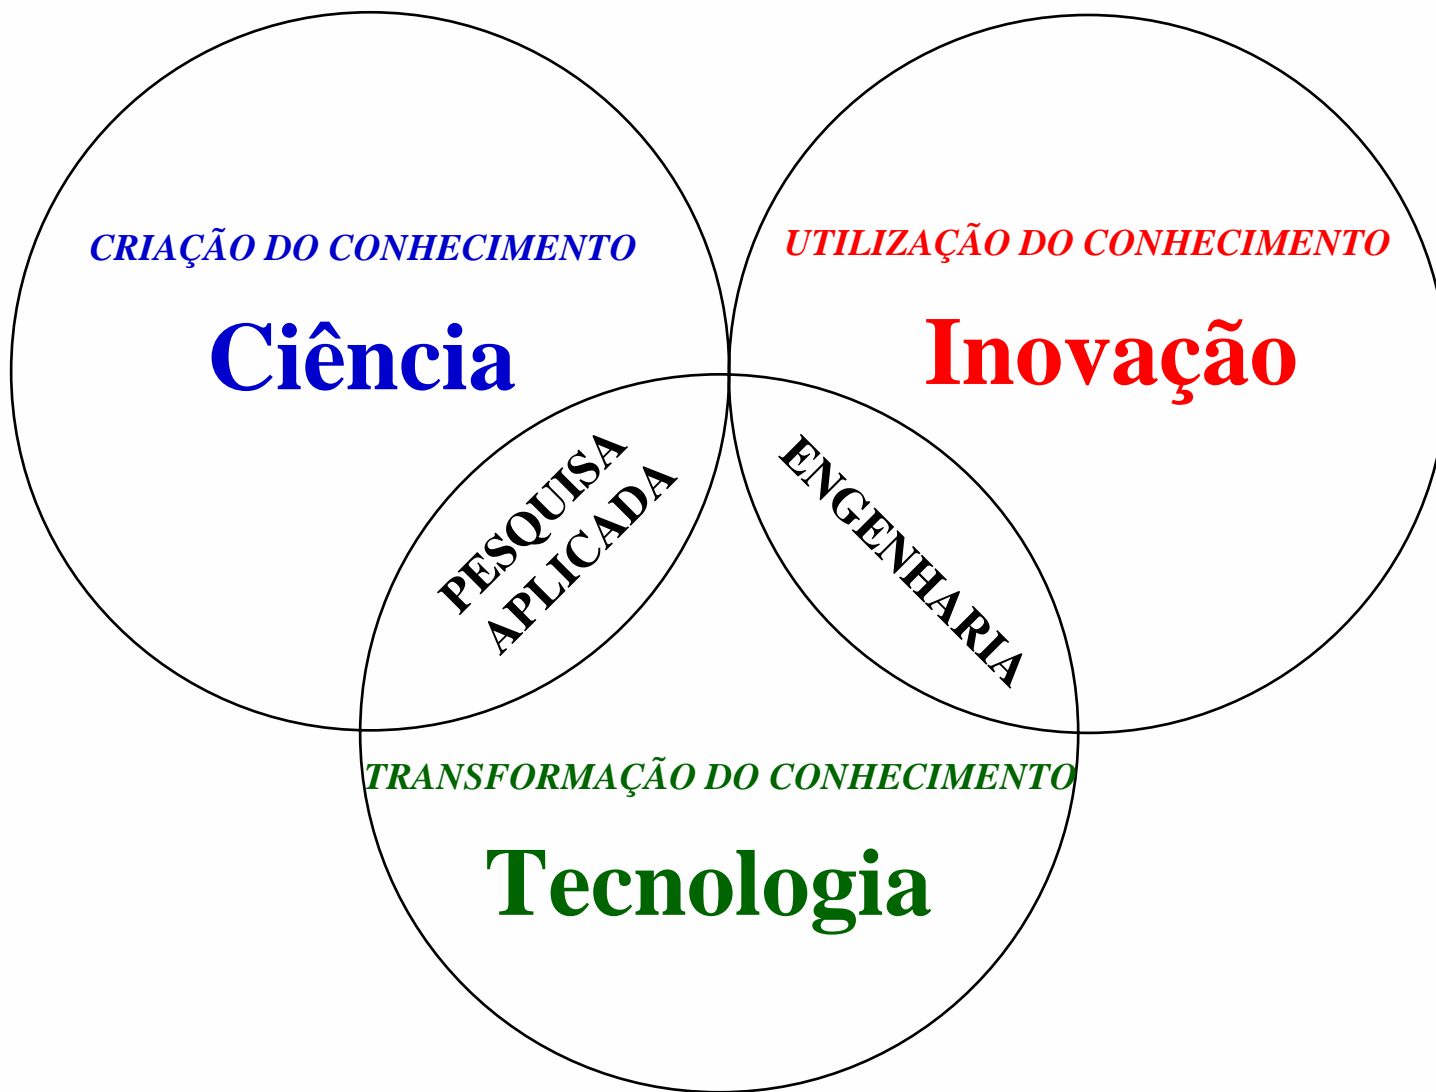 CRIAÇÃO DO CONHECIMENTO
Ciência
UTILIZAÇÃO DO CONHECIMENTO
Inovação
PESQUISA
APLICADA
ENGENHARIA
TRANSFORMAÇÃO DO CONHECIMENTO
Tecnologia